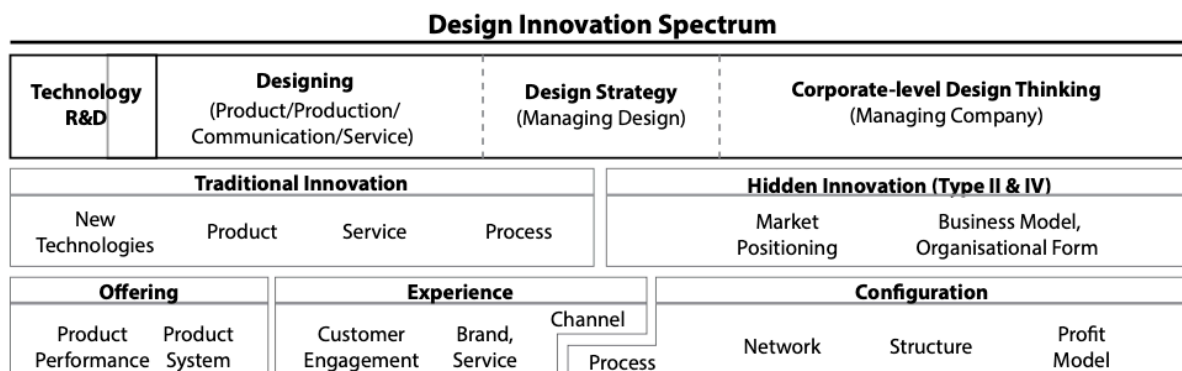 Design Innovation Spectrum
Technology
R&D
Designing
(Product/Production/
Communication/Service)
Design Strategy
(Managing Design)
Corporate-level Design Thinking
(Managing Company)
Traditional Innovation
New
Technologies
Product
Service
Process
Hidden Innovation (Type II & IV)
Market
Positioning
Business Model,
Organisational Form
Offering
Product
Performance
Product
System
Experience
Customer
Engagement
Brand,
Service
Channel
Configuration
Process
Network
Structure
Profit
Model